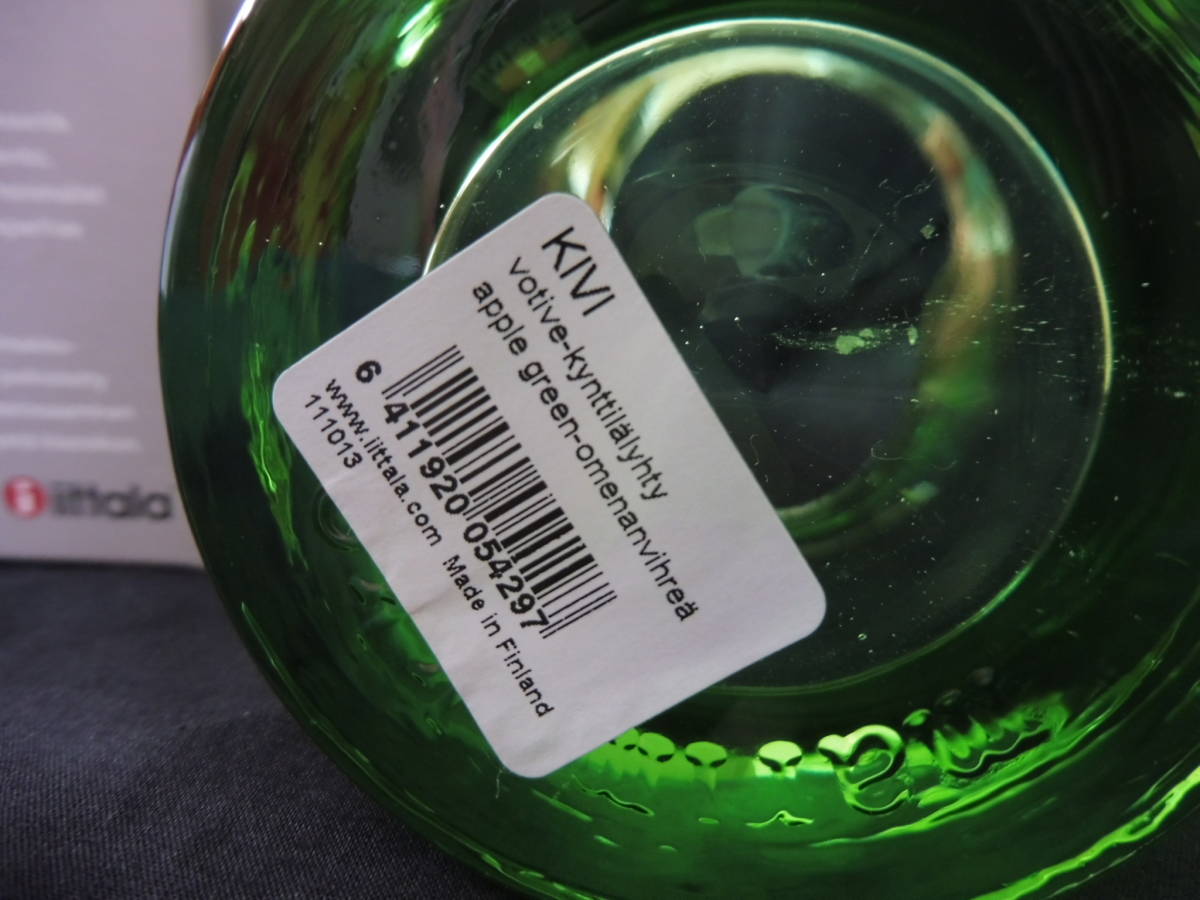 KIVI
votive-kynttilälyhty
apple green-omenanvihreä
6 411920 054297
www.iittala.com Made in Finland
111013
i iittala